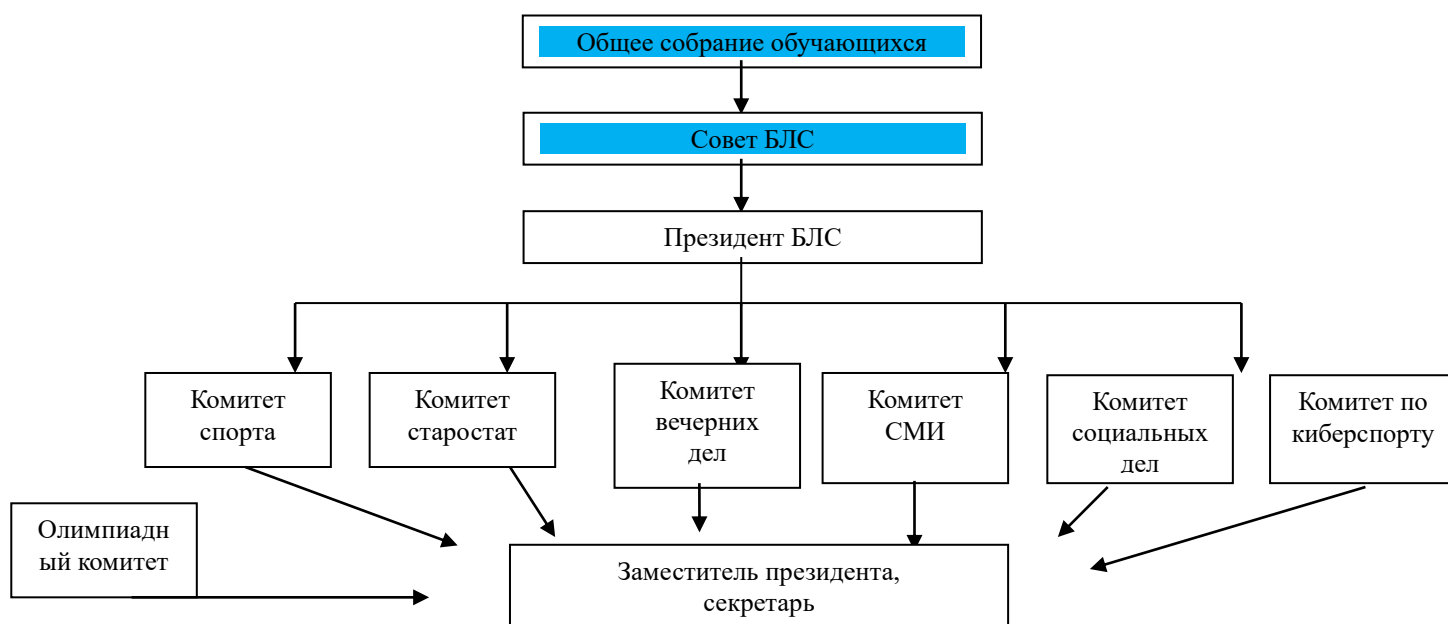 Общее собрание обучающихся
Совет БЛС
Президент БЛС
Комитет
спорта
Комитет
старостат
Комитет
вечерних
дел
Комитет
СМИ
Комитет
социальных
дел
Комитет по
киберспорту
Олимпиадн
ый комитет
Заместитель президента,
секретарь